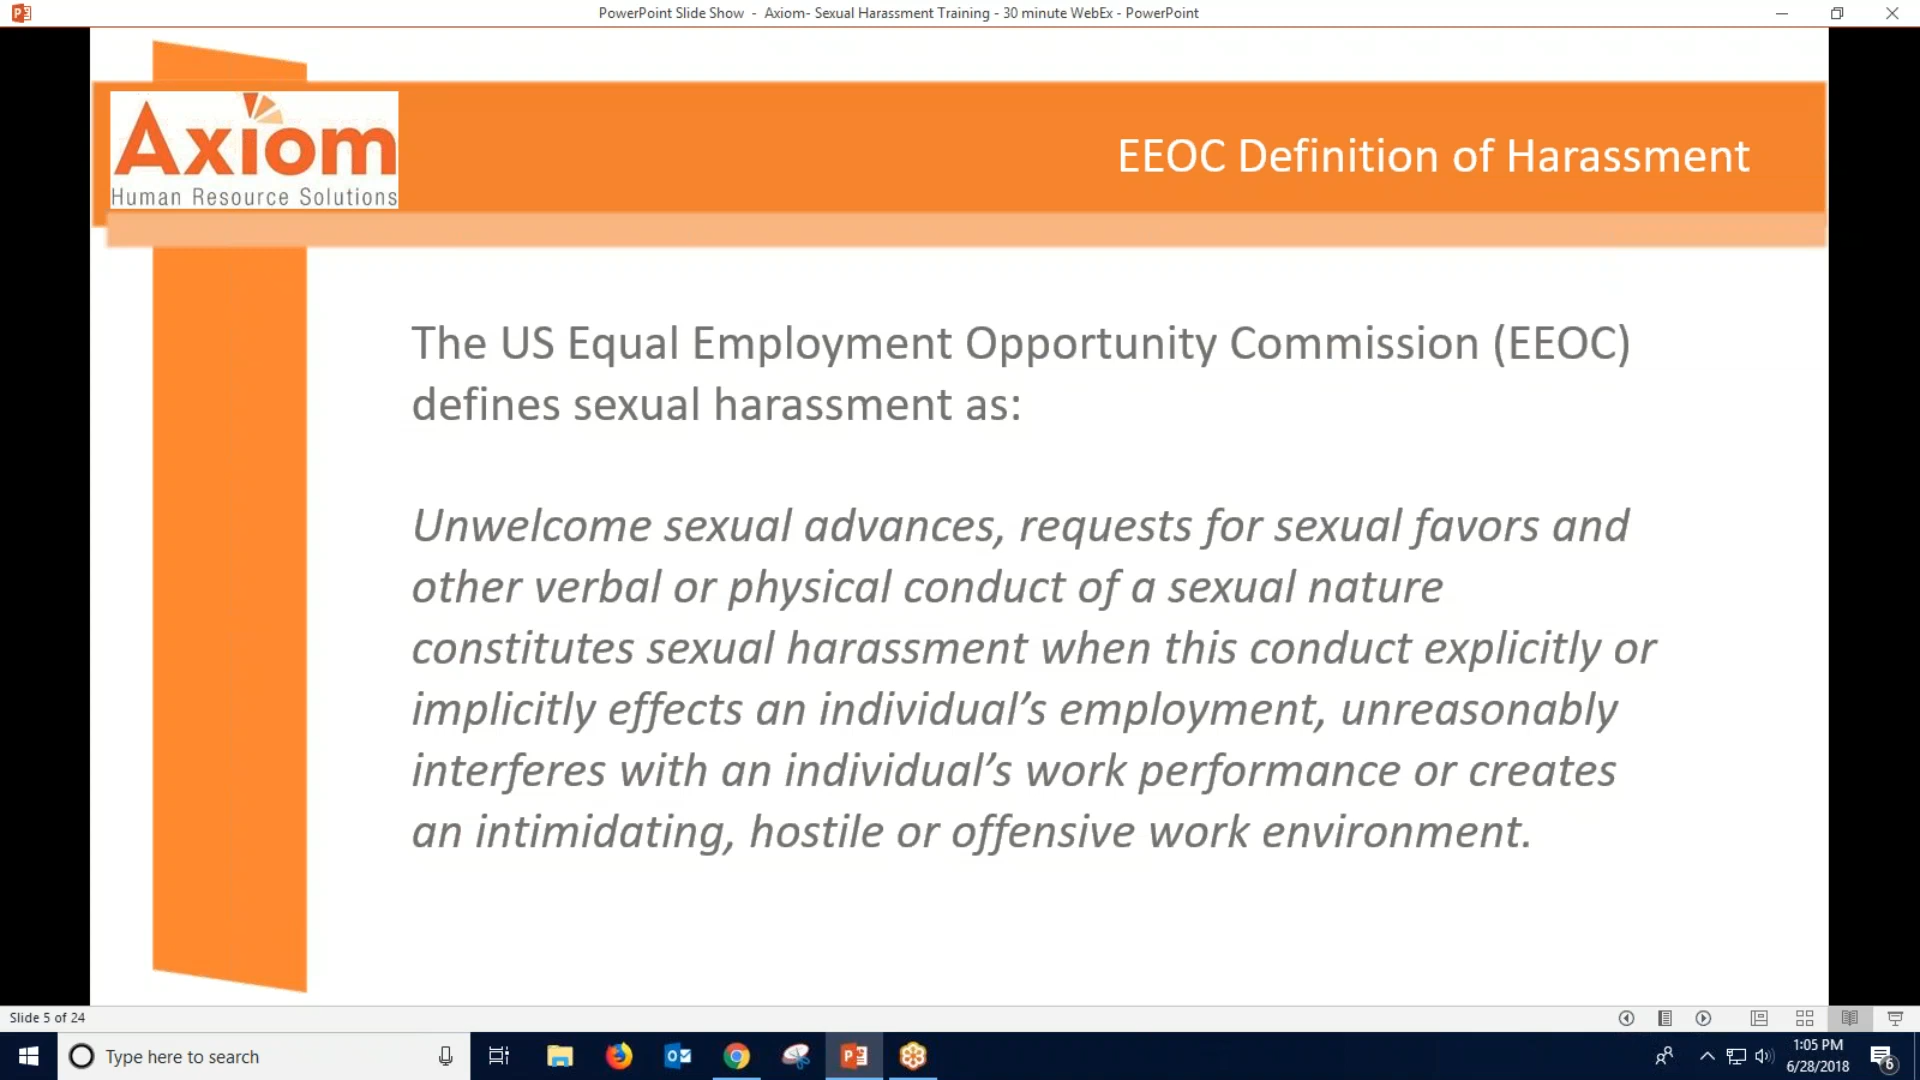 PowerPoint Slide Show - Axiom- Sexual Harassment Training - 30 minute WebEx - PowerPoint
Axiom
Human Resource Solutions
EEOC Definition of Harassment
The US Equal Employment Opportunity Commission (EEOC)
defines sexual harassment as:
Unwelcome sexual advances, requests for sexual favors and
other verbal or physical conduct of a sexual nature
constitutes sexual harassment when this conduct explicitly or
implicitly effects an individual’s employment, unreasonably
interferes with an individual’s work performance or creates
an intimidating, hostile or offensive work environment.
Slide 5 of 24
Type here to search
1:05 PM
6/28/2018
6